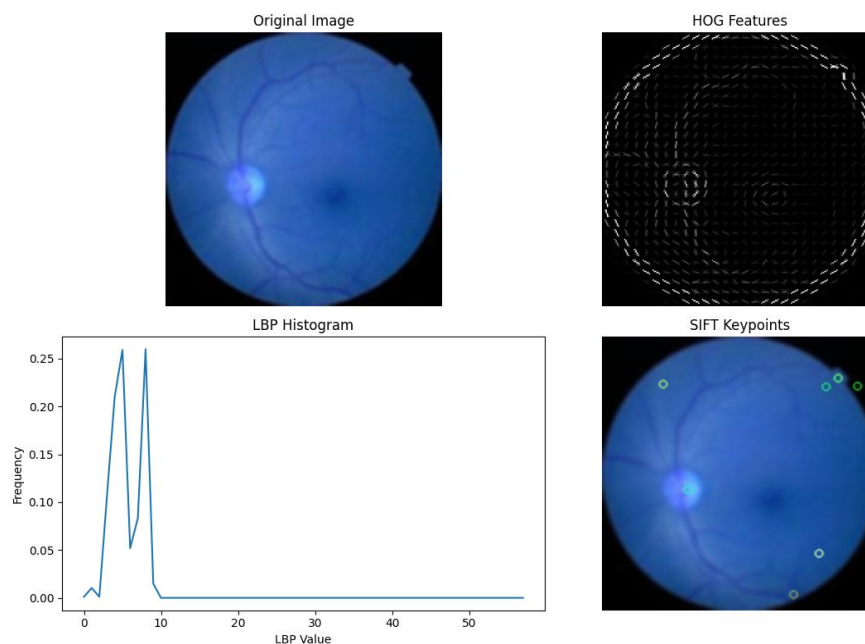 Original Image
HOG Features
LBP Histogram
SIFT Keypoints
0.25
0.20
0.15
0.10
0.05
0.00
Frequency
0
10
20
30
40
50
LBP Value